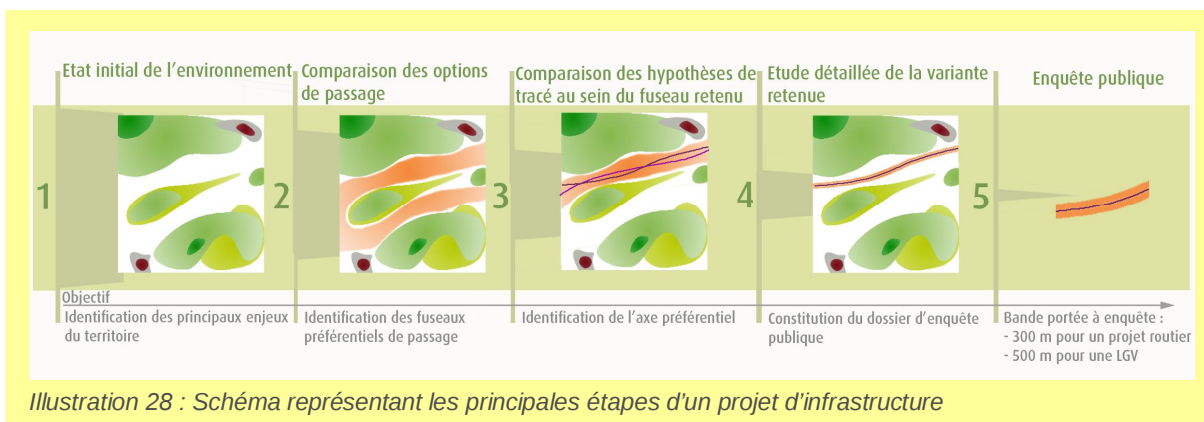 Etat initial de l'environnement
Comparaison des options
de passage
Comparaison des hypothèses de
tracé au sein du fuseau retenu
Etude détaillée de la variante
retenue
Enquête publique
1
2
3
4
5
Objectif
Identification des principaux enjeux
du territoire
Identification des fuseaux
préférentiels de passage
Identification de l'axe préférentiel
Constitution du dossier d'enquête
publique
Bande portée à enquête :
- 300 m pour un projet routier
- 500 m pour une LGV
Illustration 28 : Schéma représentant les principales étapes d'un projet d'infrastructure